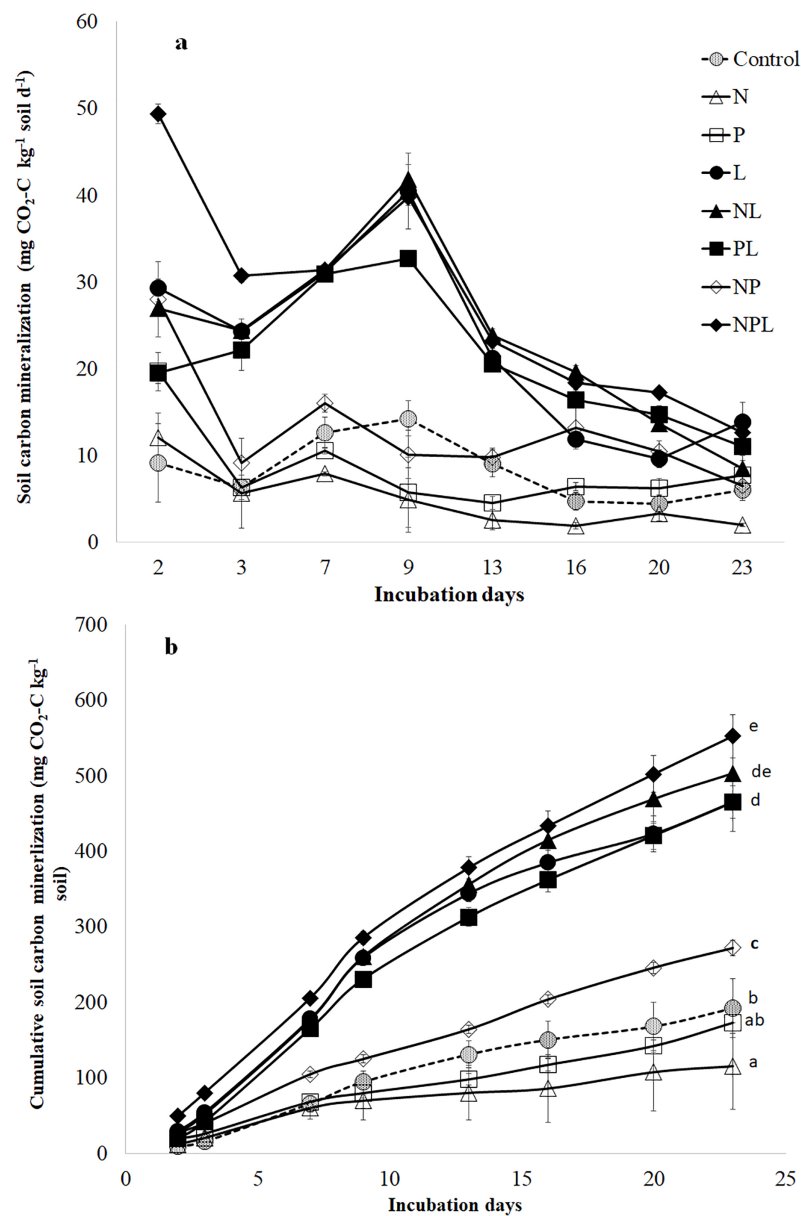 a
Soil carbon mineralization (mg CO₂-C kg⁻¹ soil d⁻¹)
60
50
40
30
20
10
0
2 3 7 9 13 16 20 23
Incubation days
Control
N
P
L
NL
PL
NP
NPL
b
Cumulative soil carbon minerlization (mg CO₂-C kg⁻¹
soil)
700
600
500
400
300
200
100
0
0 5 10 15 20 25
Incubation days
e
de
d
c
b
ab
a